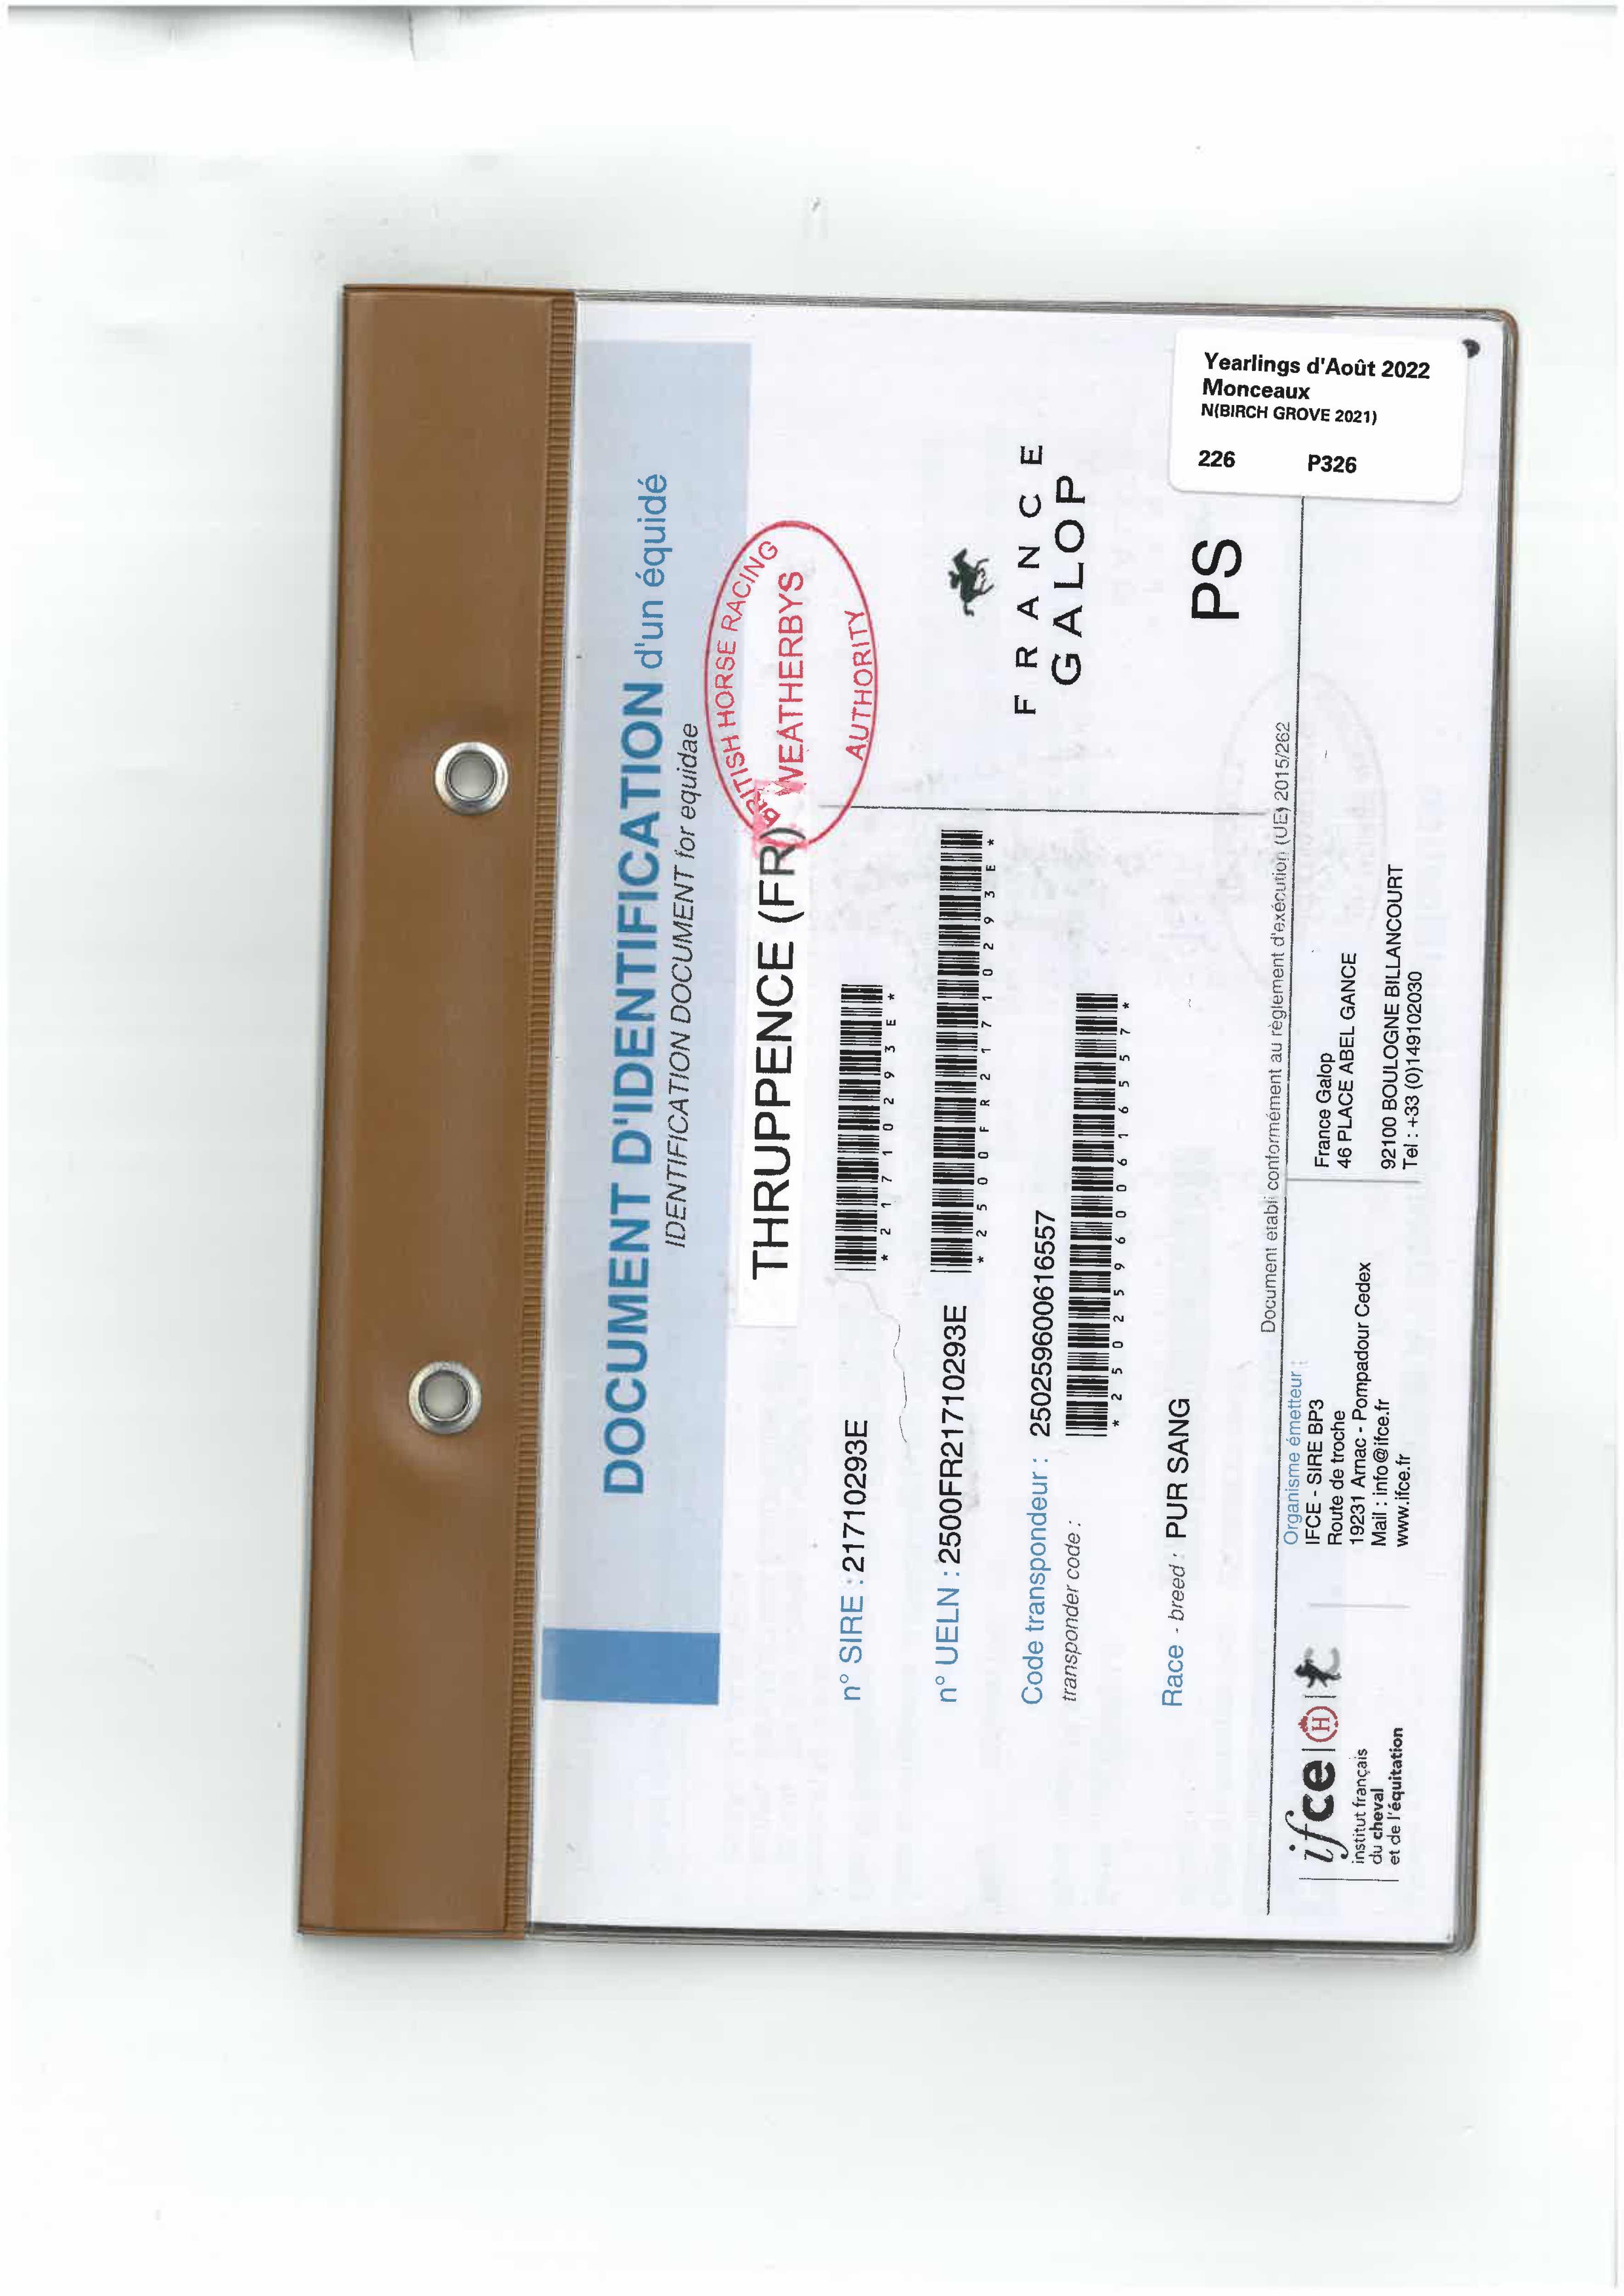 DOCUMENT D'IDENTIFICATION d'un équidé
IDENTIFICATION DOCUMENT for equidae
THRUPPENCE (FR)
BRITISH HORSE RACING
WEATHERBYS
AUTHORITY
n° SIRE : 21710293E
* 2 1 7 1 0 2 9 3 E *
n° UELN : 2500FR21710293E
* 2 5 0 0 F R 2 1 7 1 0 2 9 3 E *
Code transpondeur : 250259600616557
transponder code :
* 2 5 0 2 5 9 6 0 0 6 1 6 5 5 7 *
FRANCE
GALOP
Race - breed : PUR SANG
PS
Yearlings d'Août 2022
Monceaux
N(BIRCH GROVE 2021)
226 P326
Document établi conformément au règlement d'exécution (UE) 2015/262
ifce
institut français
du cheval
et de l'équitation
Organisme émetteur :
IFCE - SIRE BP3
Route de troche
19231 Arnac - Pompadour Cedex
Mail : info@ifce.fr
www.ifce.fr
France Galop
46 PLACE ABEL GANCE
92100 BOULOGNE BILLANCOURT
Tel : +33 (0)149102030